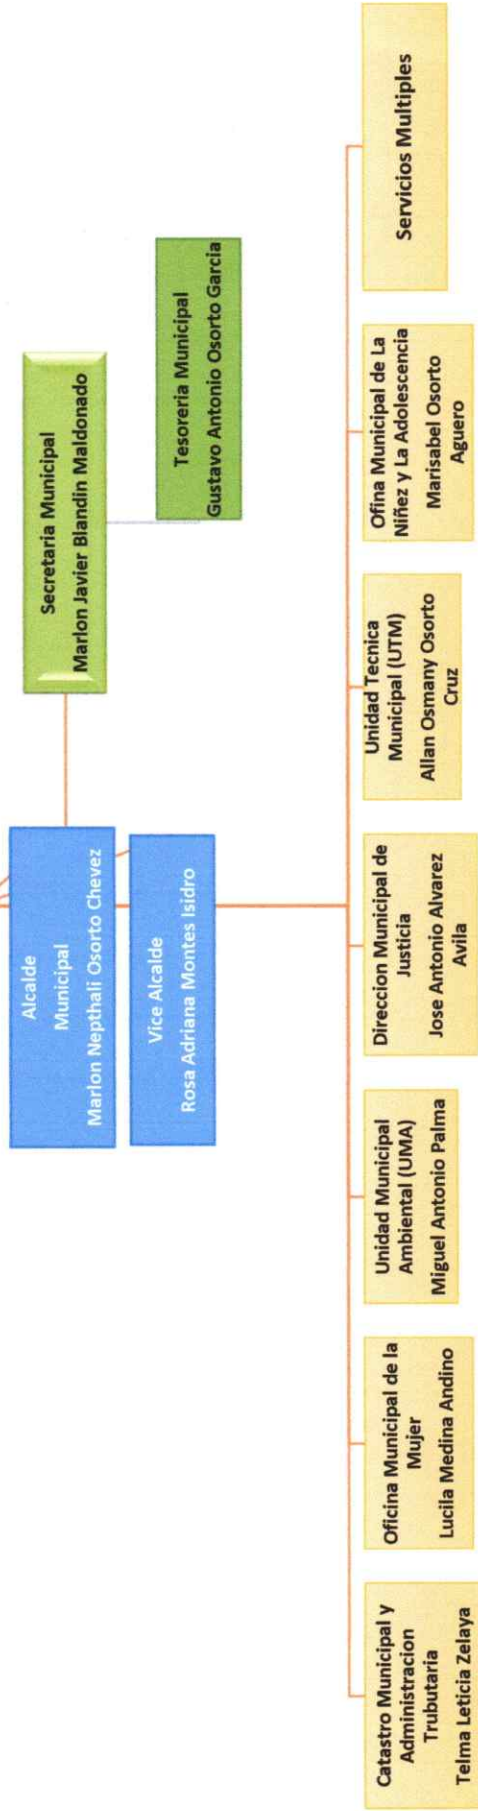 Alcalde
Municipal
Marlon Nepthali Osorto Chevez
Vice Alcalde
Rosa Adriana Montes Isidro
Secretaria Municipal
Marlon Javier Blandin Maldonado
Tesoreria Municipal
Gustavo Antonio Osorto Garcia
Catastro Municipal y
Administracion
Trubutaria
Telma Leticia Zelaya
Oficina Municipal de la
Mujer
Lucila Medina Andino
Unidad Municipal
Ambiental (UMA)
Miguel Antonio Palma
Direccion Municipal de
Justicia
Jose Antonio Alvarez
Avila
Unidad Tecnica
Municipal (UTM)
Allan Osmany Osorto
Cruz
Ofina Municipal de La
Niñez y La Adolescencia
Marisabel Osorto
Aguero
Servicios Multiples